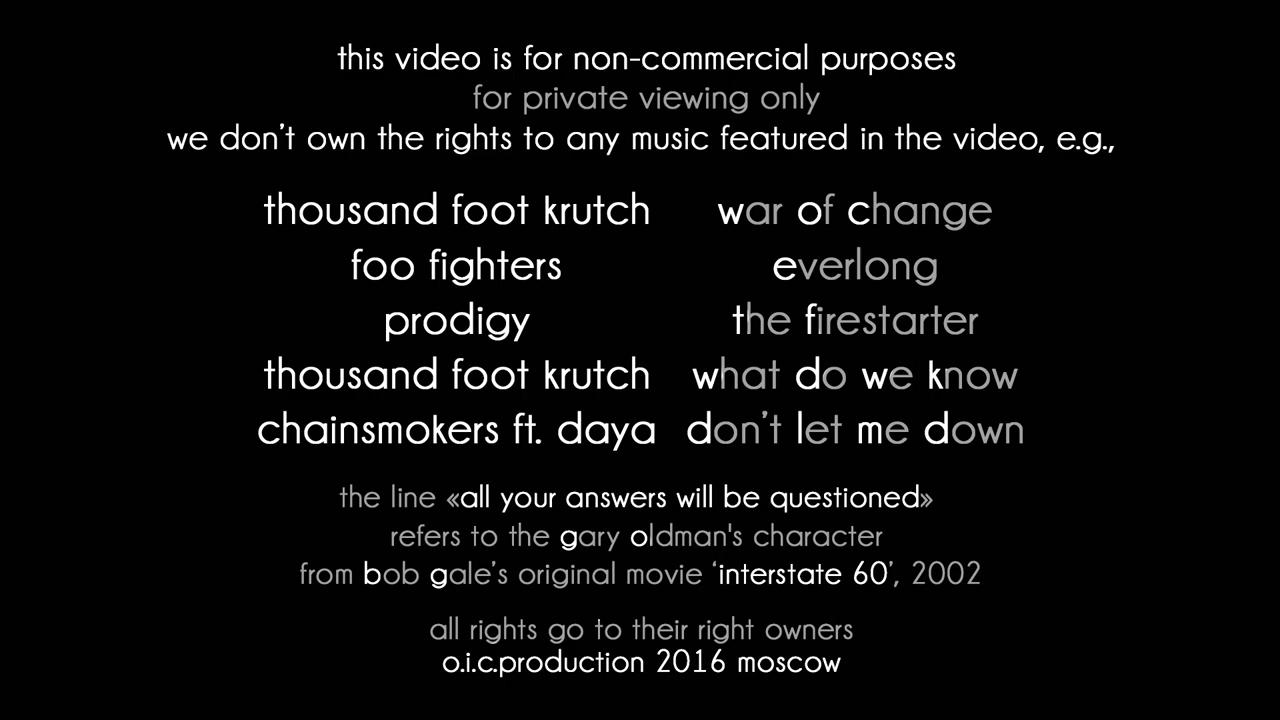 this video is for non-commercial purposes
for private viewing only
we don't own the rights to any music featured in the video, e.g.,
thousand foot krutch war of change
foo fighters everlong
prodigy the firestarter
thousand foot krutch what do we know
chainsmokers ft. daya don't let me down
the line «all your answers will be questioned»
refers to the gary oldman's character
from bob gale's original movie 'interstate 60', 2002
all rights go to their right owners
o.i.c.production 2016 moscow